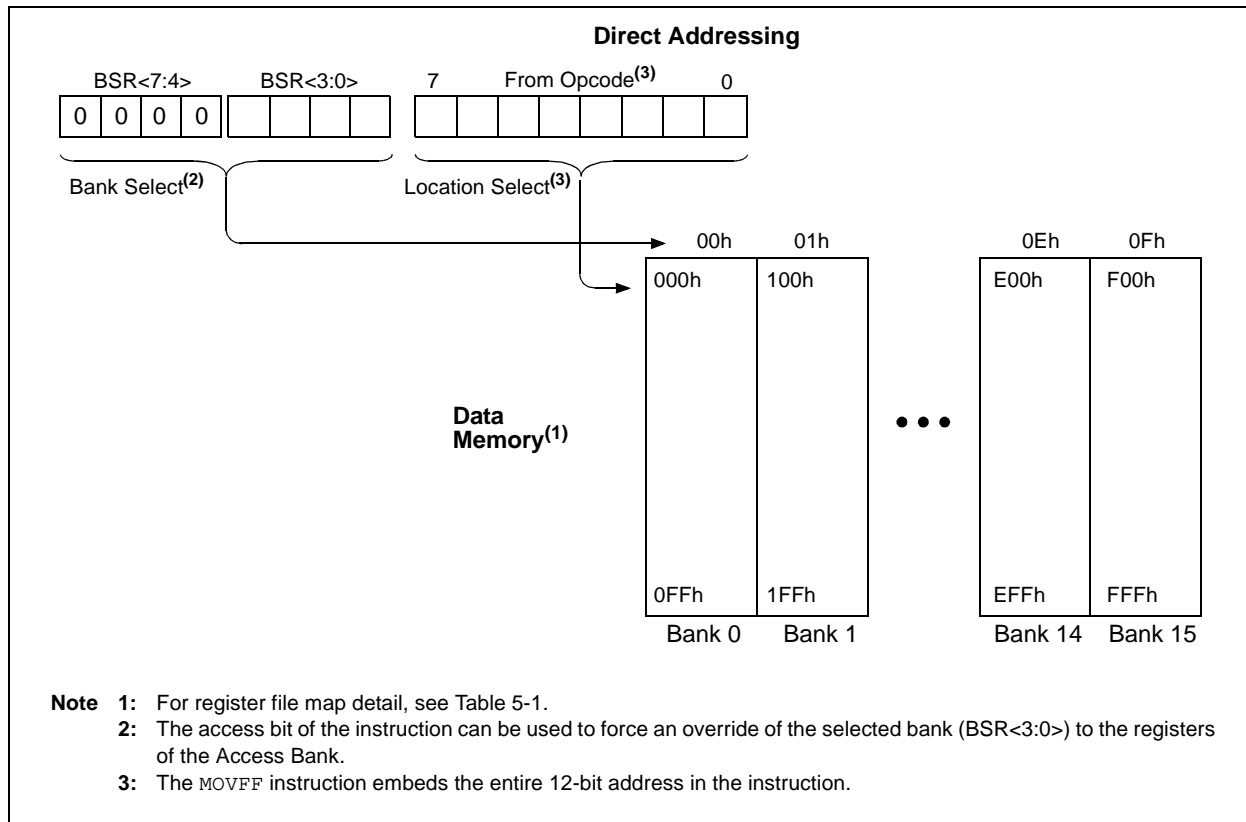 Direct Addressing
BSR<7:4> BSR<3:0> 7 From Opcode(3) 0
0 0 0 0
Bank Select(2) Location Select(3)
00h 01h 0Eh 0Fh
000h 100h E00h F00h
Data
Memory(1)
0FFh 1FFh EFFh FFFh
Bank 0 Bank 1 Bank 14 Bank 15
Note 1: For register file map detail, see Table 5-1.
2: The access bit of the instruction can be used to force an override of the selected bank (BSR<3:0>) to the registers
of the Access Bank.
3: The MOVFF instruction embeds the entire 12-bit address in the instruction.